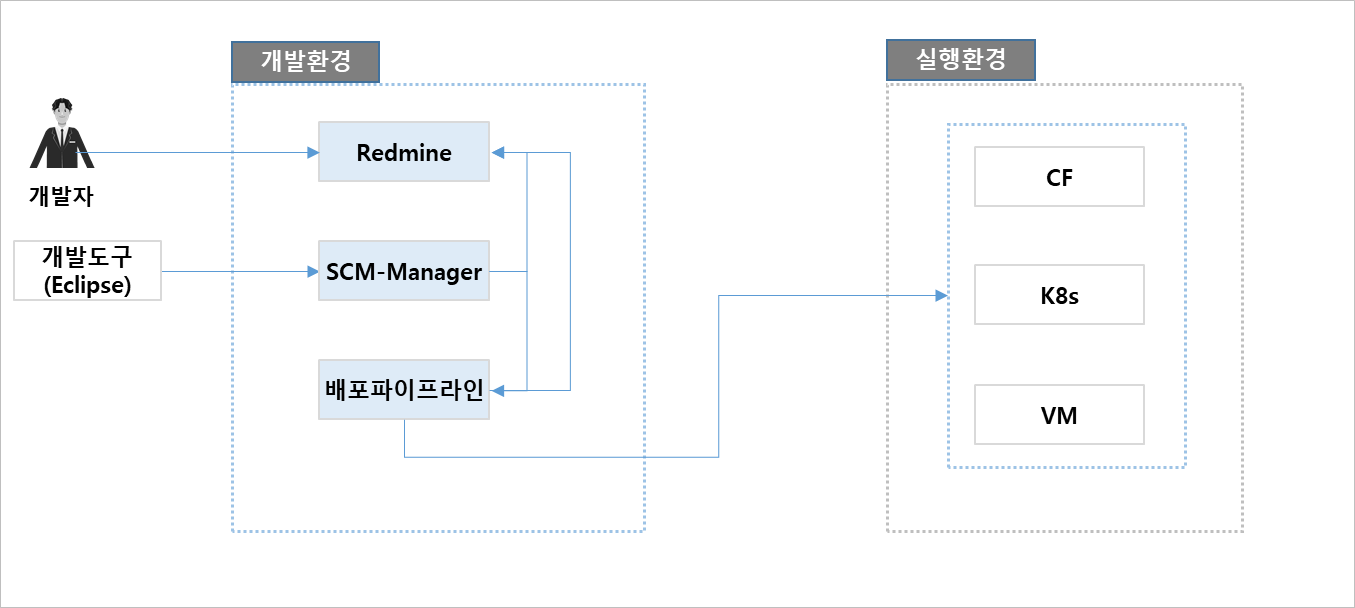 개발환경
실행환경
개발자
개발도구
(Eclipse)
Redmine
SCM-Manager
배포파이프라인
CF
K8s
VM